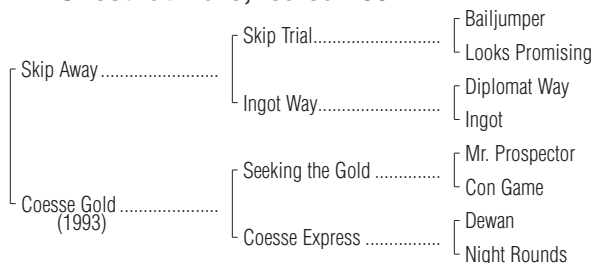 Bailjumper
Skip Trial...........................
Looks Promising
Skip Away .........................
Diplomat Way
Ingot Way..........................
Ingot
Mr. Prospector
Seeking the Gold ..............
Con Game
Coesse Gold .....................
(1993)
Dewan
Coesse Express ................
Night Rounds